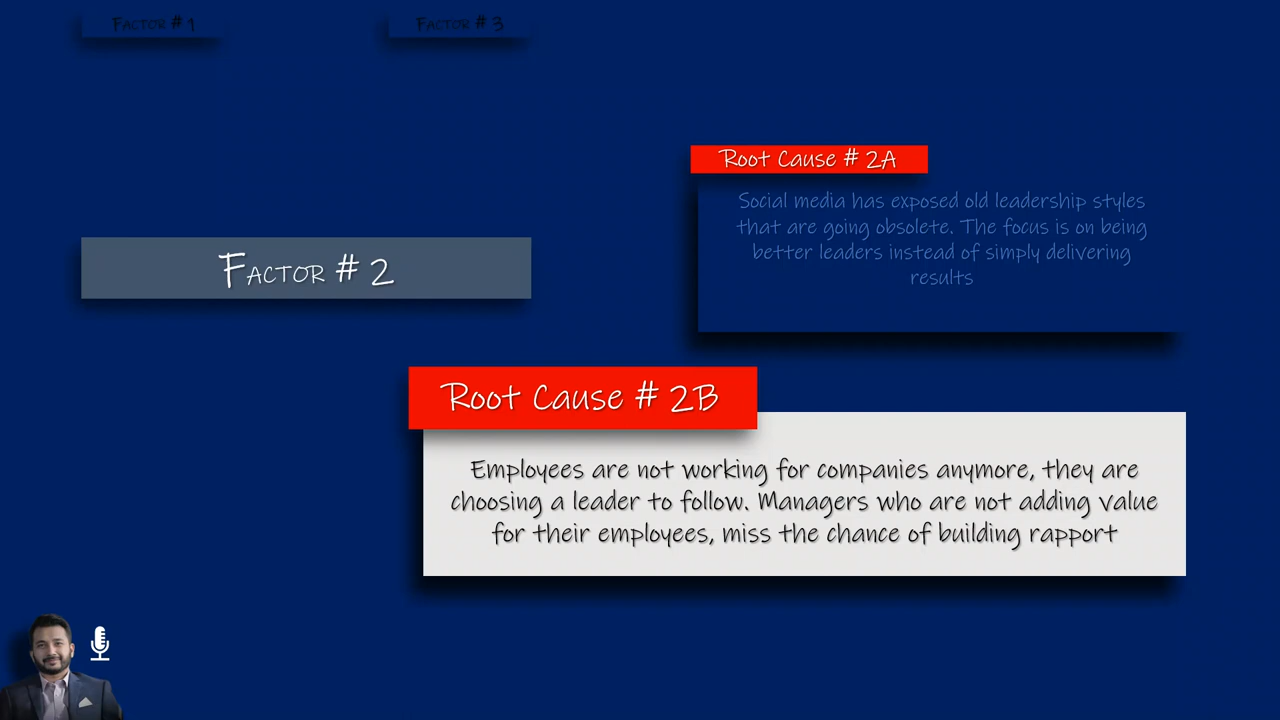 Factor # 1
Factor # 3
Root Cause # 2A
Social media has exposed old leadership styles
that are going obsolete. The focus is on being
better leaders instead of simply delivering
results
Factor # 2
Root Cause # 2B
Employees are not working for companies anymore, they are
choosing a leader to follow. Managers who are not adding value
for their employees, miss the chance of building rapport